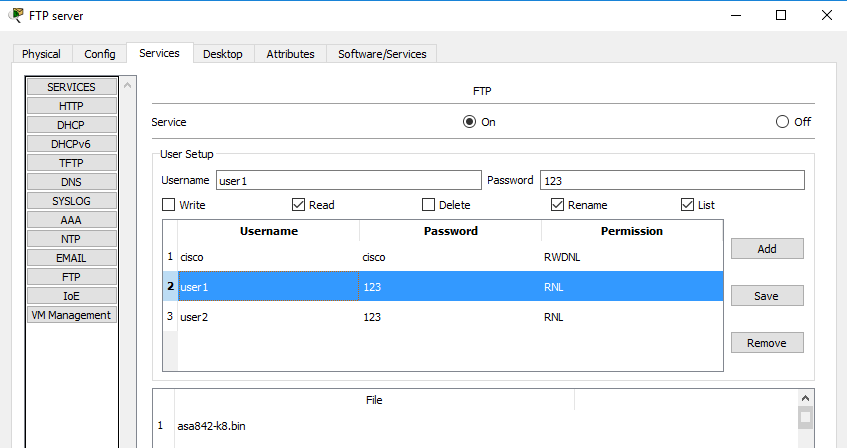 FTP server
Physical Config Services Desktop Attributes Software/Services
SERVICES
HTTP
DHCP
DHCPv6
TFTP
DNS
SYSLOG
AAA
NTP
EMAIL
FTP
IoE
VM Management
FTP
Service On Off
User Setup
Username user1 Password 123
Write Read Delete Rename List
Username Password Permission
1 cisco cisco RWDNL
2 user1 123 RNL
3 user2 123 RNL
Add
Save
Remove
File
1 asa842-k8.bin